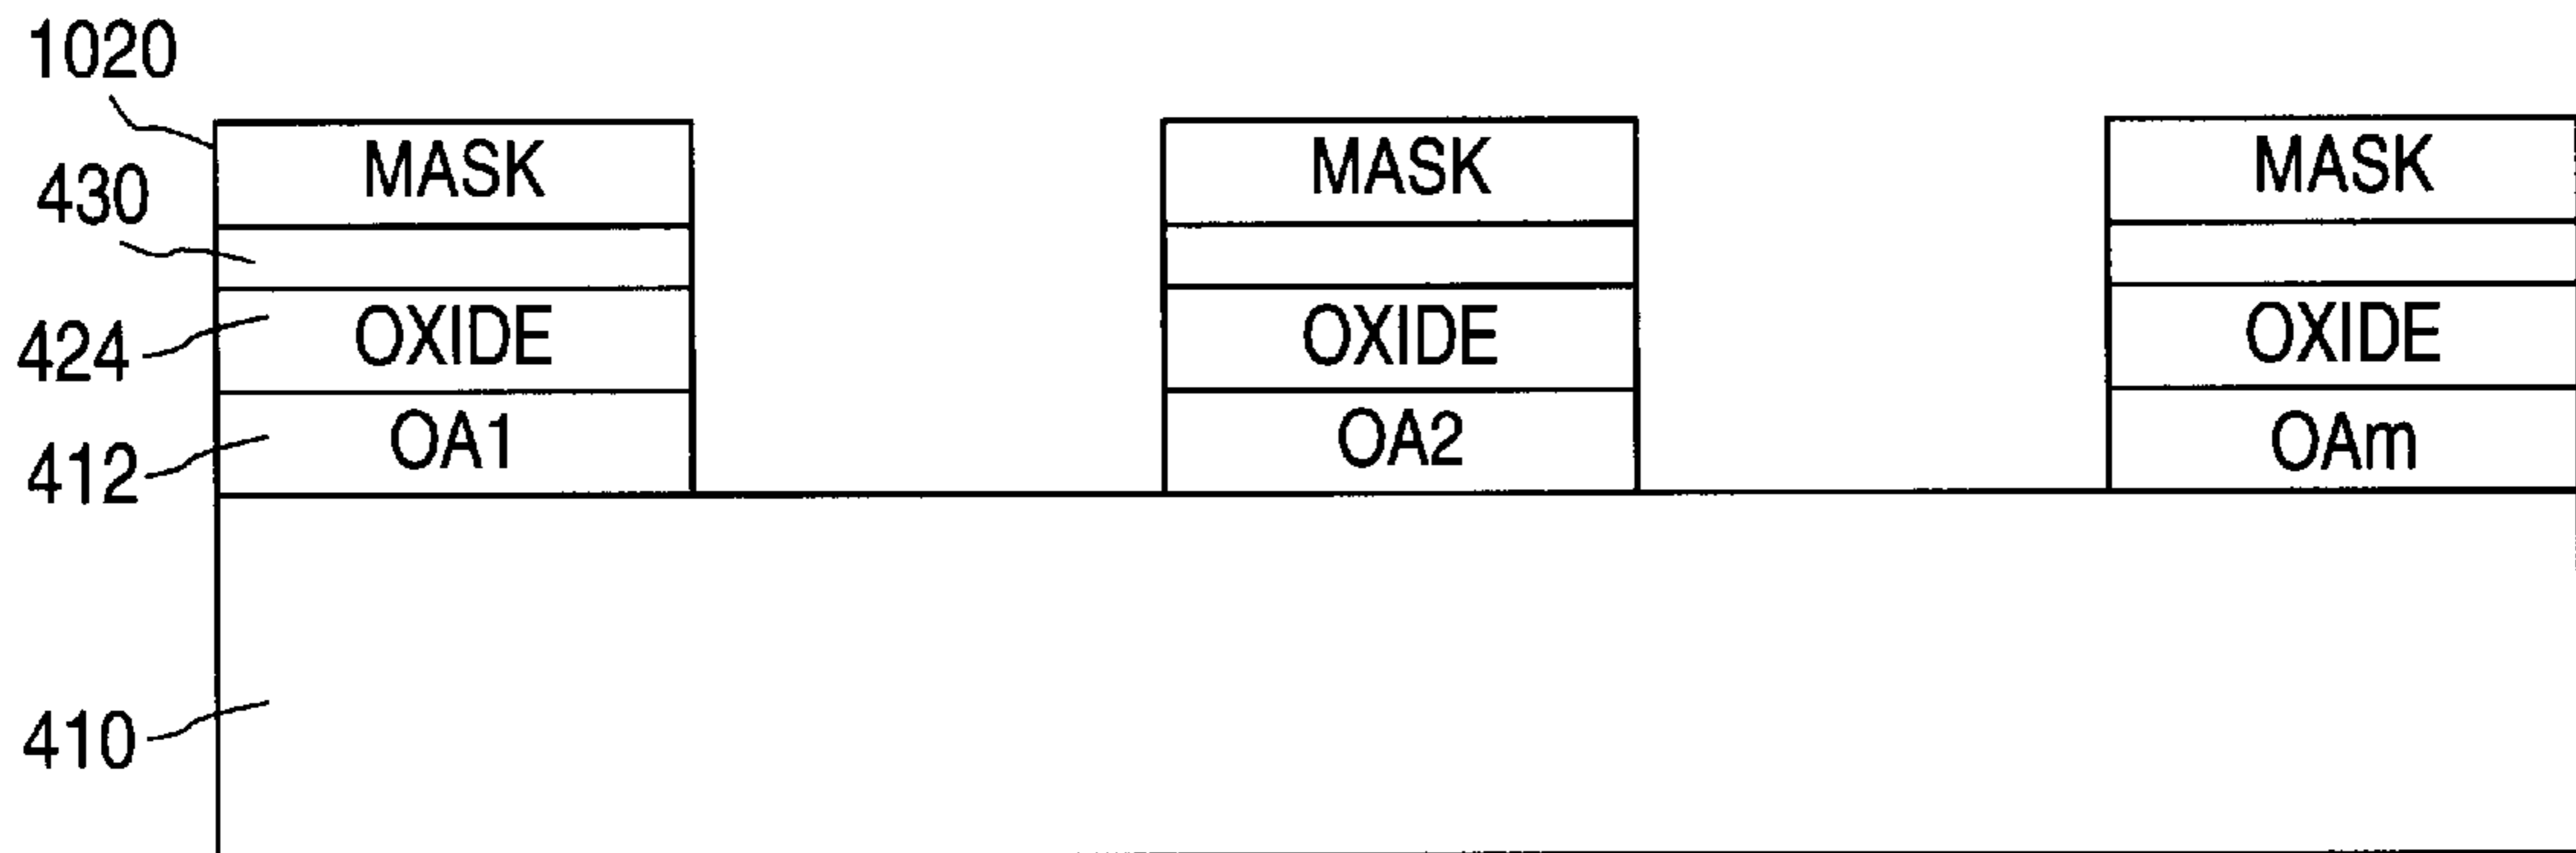 1020
MASK MASK MASK
430
424 OXIDE OXIDE OXIDE
412 OA1 OA2 OAm
410